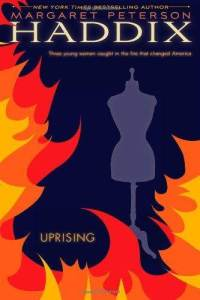 NEW YORK TIMES BESTSELLING AUTHOR
MARGARET PETERSON
HADDIX
Three young women caught in the fire that changed America
UPRISING